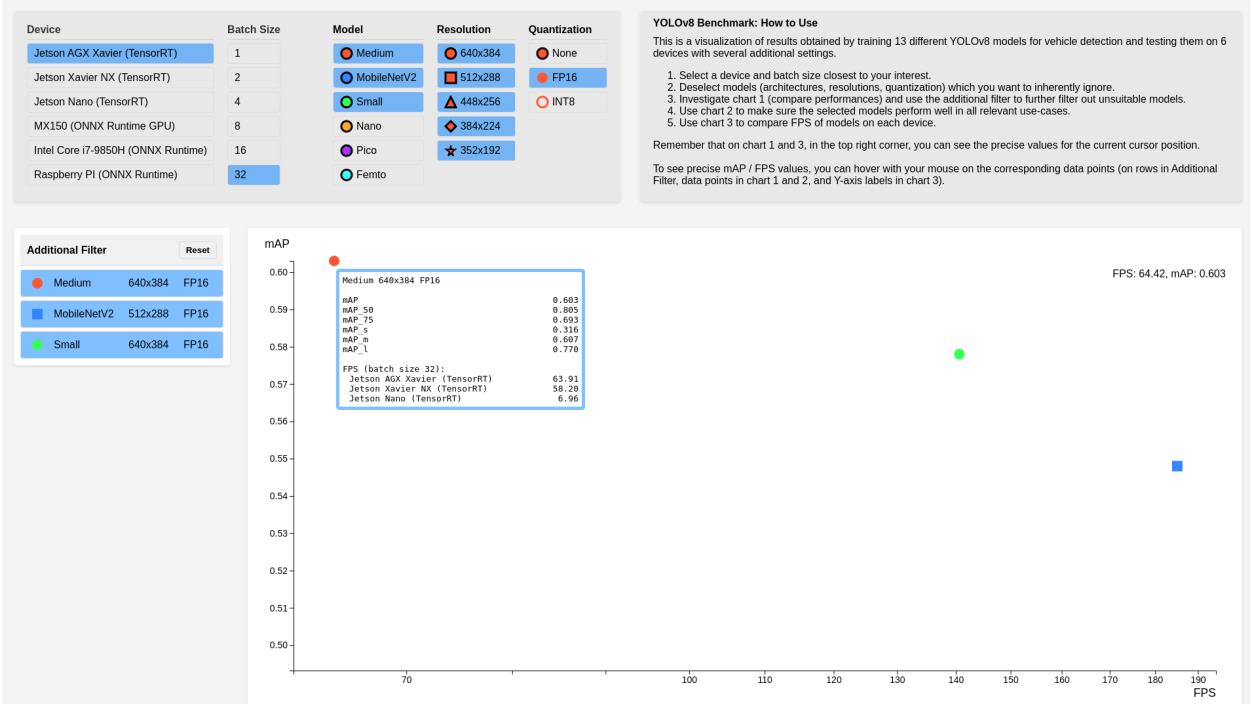 Device
Batch Size
Model
Resolution
Quantization
Jetson AGX Xavier (TensorRT)
1
Medium
640x384
None
Jetson Xavier NX (TensorRT)
2
MobileNetV2
512x288
FP16
Jetson Nano (TensorRT)
4
Small
448x256
INT8
MX150 (ONNX Runtime GPU)
8
Nano
384x224
Intel Core i7-9850H (ONNX Runtime)
16
Pico
352x192
Raspberry PI (ONNX Runtime)
32
Femto
YOLOv8 Benchmark: How to Use
This is a visualization of results obtained by training 13 different YOLOv8 models for vehicle detection and testing them on 6
devices with several additional settings.
1. Select a device and batch size closest to your interest.
2. Deselect models (architectures, resolutions, quantization) which you want to inherently ignore.
3. Investigate chart 1 (compare performances) and use the additional filter to further filter out unsuitable models.
4. Use chart 2 to make sure the selected models perform well in all relevant use-cases.
5. Use chart 3 to compare FPS of models on each device.
Remember that on chart 1 and 3, in the top right corner, you can see the precise values for the current cursor position.
To see precise mAP / FPS values, you can hover with your mouse on the corresponding data points (on rows in Additional
Filter, data points in chart 1 and 2, and Y-axis labels in chart 3).
Additional Filter
Reset
Medium 640x384 FP16
MobileNetV2 512x288 FP16
Small 640x384 FP16
mAP
FPS: 64.42, mAP: 0.603
0.60
0.59
0.58
0.57
0.56
0.55
0.54
0.53
0.52
0.51
0.50
Medium 640x384 FP16
mAP 0.603
mAP_50 0.805
mAP_75 0.693
mAP_s 0.316
mAP_m 0.607
mAP_l 0.770
FPS (batch size 32):
Jetson AGX Xavier (TensorRT) 63.91
Jetson Xavier NX (TensorRT) 58.20
Jetson Nano (TensorRT) 6.96
70 100 110 120 130 140 150 160 170 180 190
FPS